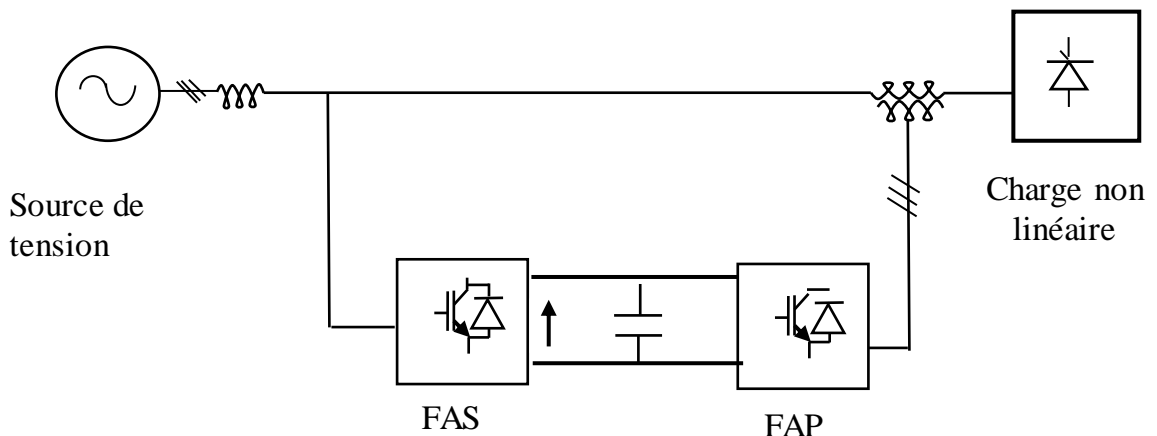 Source de
tension
Charge non
linéaire
FAS
FAP